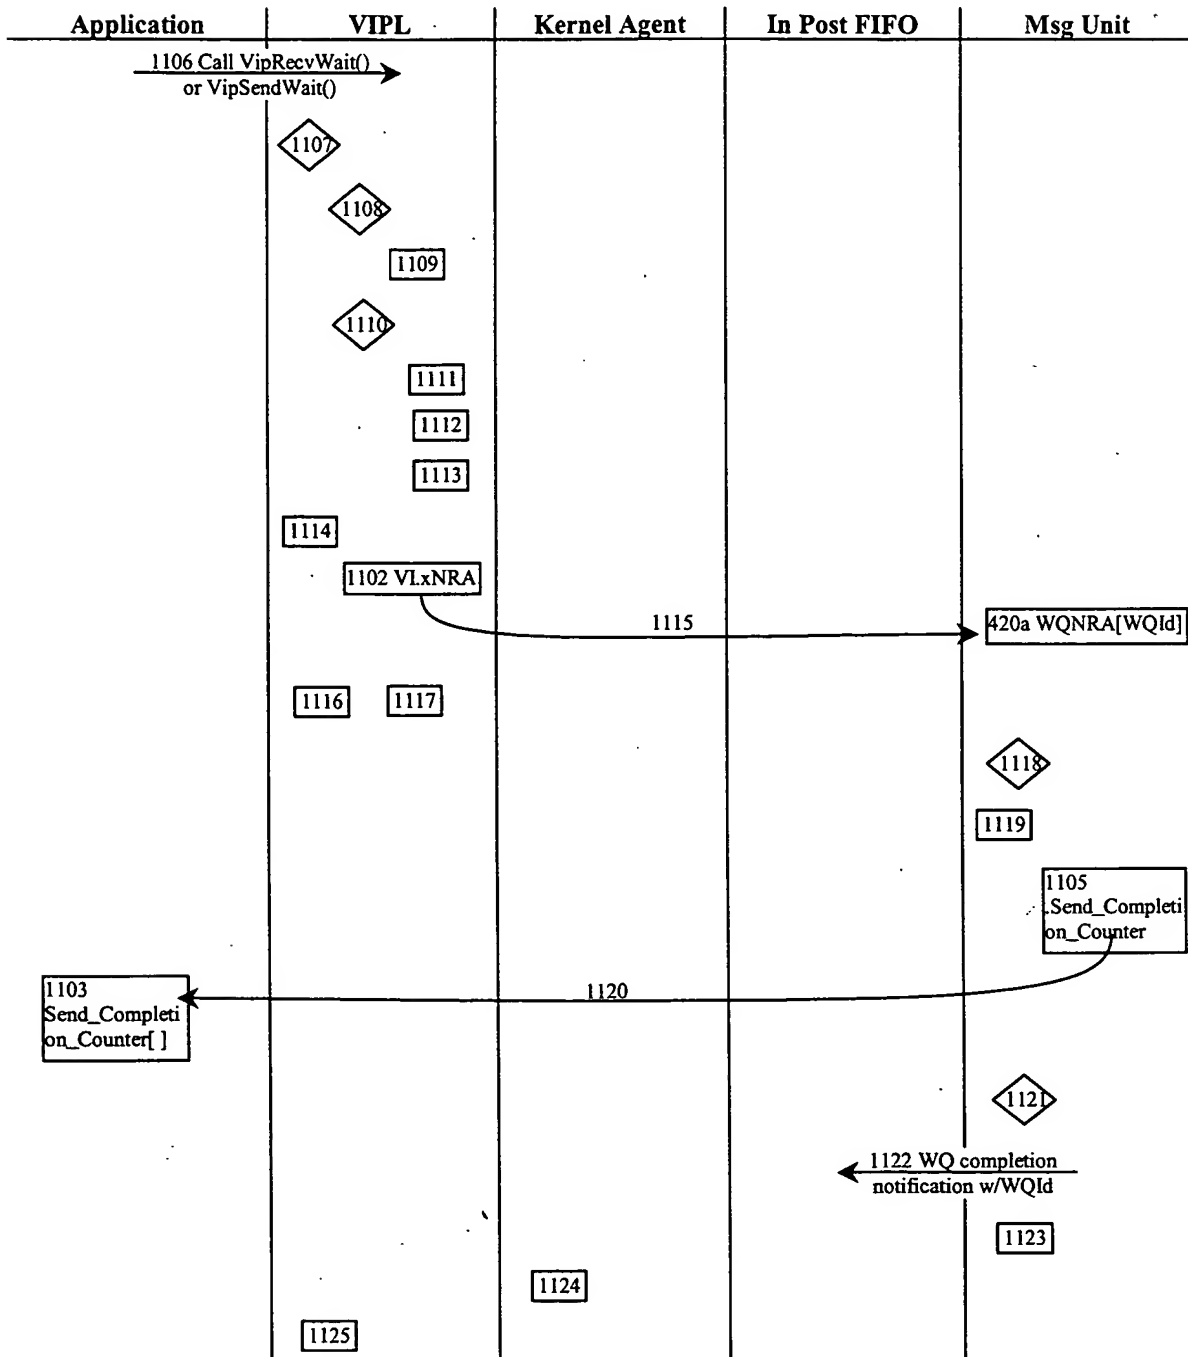 Application VIPL Kernel Agent In Post FIFO Msg Unit
1106 Call VipRecvWait()
or VipSendWait()
1107
1108
1109
1110
1111
1112
1113
1114
1102 VI.xNRA
1115
420a WQNRA[WQId]
1116 1117
1118
1119
1105
.Send_Completi
on_Counter
1120
1103
Send_Completi
on_Counter[ ]
1121
1122 WQ completion
notification w/WQId
1123
1124
1125